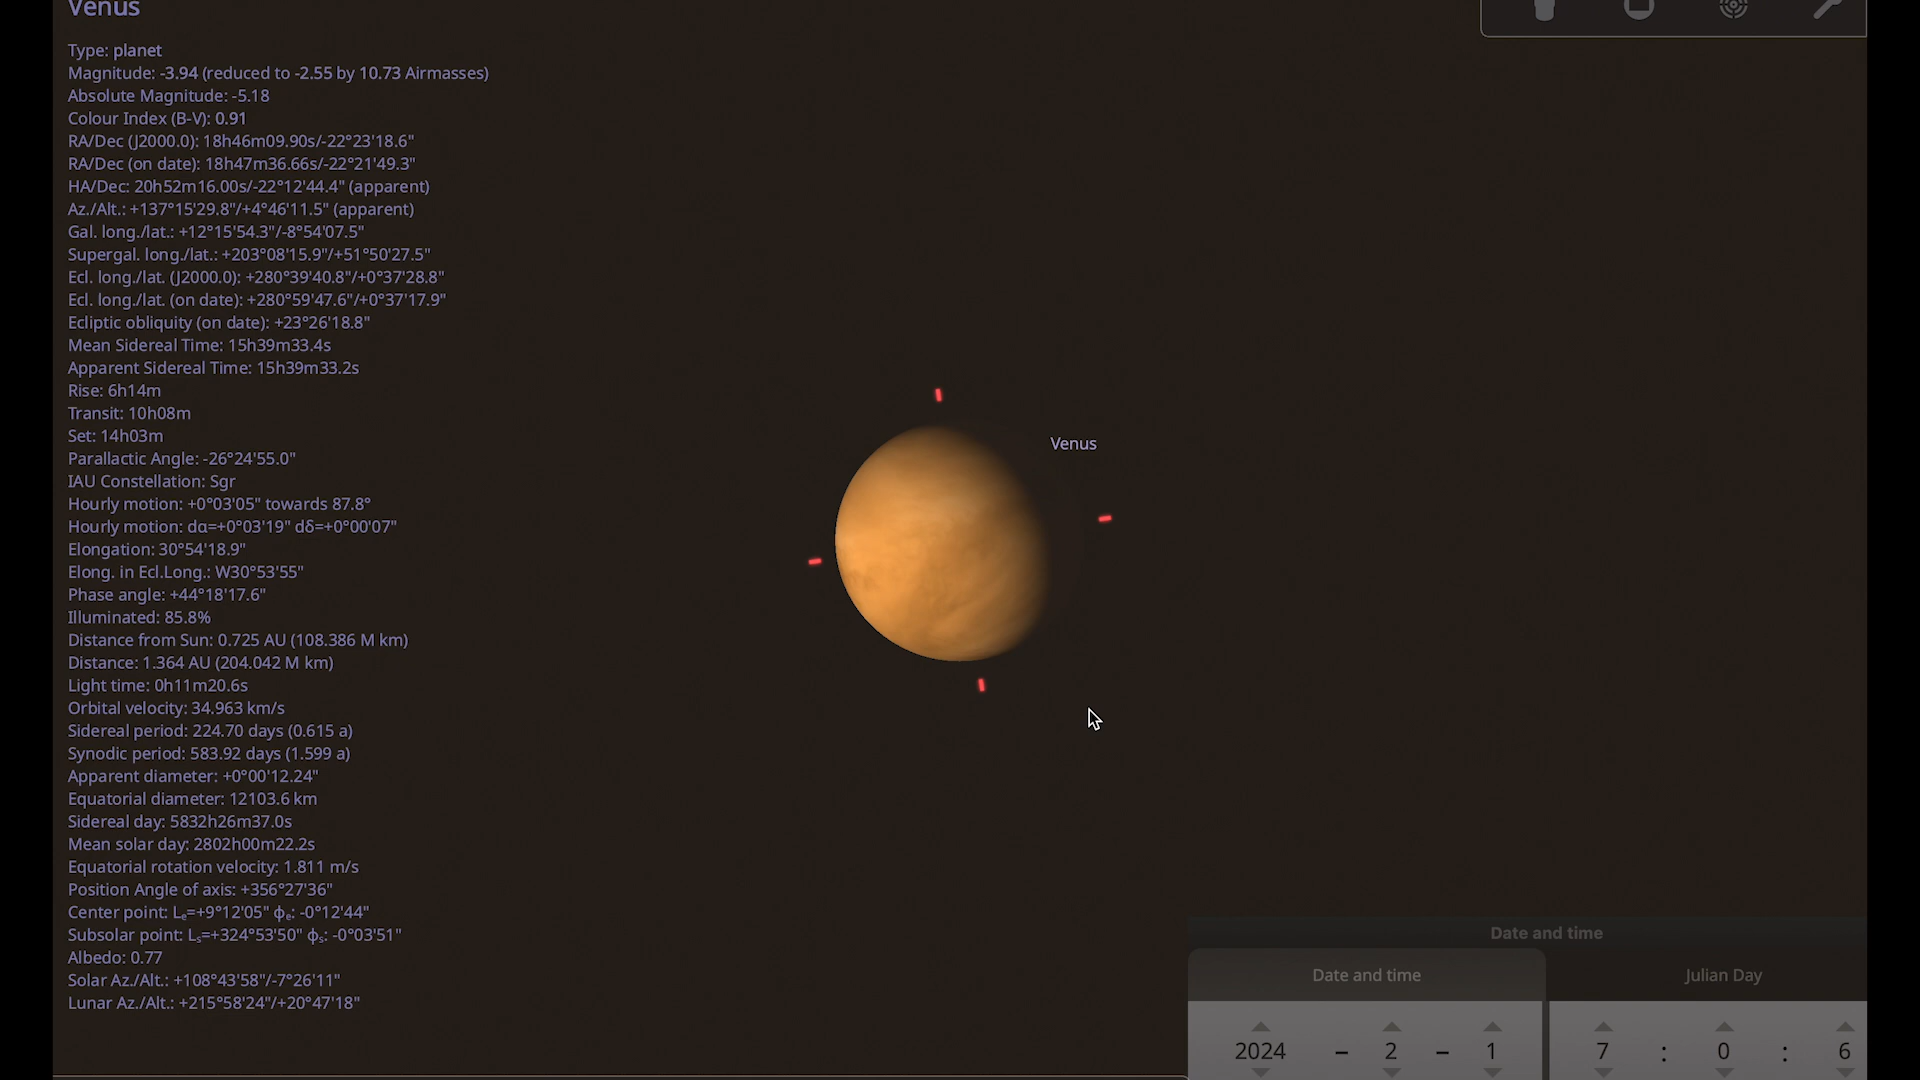 Venus
Type: planet
Magnitude: -3.94 (reduced to -2.55 by 10.73 Airmasses)
Absolute Magnitude: -5.18
Colour Index (B-V): 0.91
RA/Dec (J2000.0): 18h46m09.90s/-22°23'18.6"
RA/Dec (on date): 18h47m36.66s/-22°21'49.3"
HA/Dec: 20h52m16.00s/-22°12'44.4" (apparent)
Az./Alt.: +137°15'29.8"/+4°46'11.5" (apparent)
Gal. long./lat.: +12°15'54.3"/-8°54'07.5"
Supergal. long./lat.: +203°08'15.9"/+51°50'27.5"
Ecl. long./lat. (J2000.0): +280°39'40.8"/+0°37'28.8"
Ecl. long./lat. (on date): +280°59'47.6"/+0°37'17.9"
Ecliptic obliquity (on date): +23°26'18.8"
Mean Sidereal Time: 15h39m33.4s
Apparent Sidereal Time: 15h39m33.2s
Rise: 6h14m
Transit: 10h08m
Set: 14h03m
Parallactic Angle: -26°24'55.0"
IAU Constellation: Sgr
Hourly motion: +0°03'05" towards 87.8°
Hourly motion: dα=+0°03'19" dδ=+0°00'07"
Elongation: 30°54'18.9"
Elong. in Ecl.Long.: W30°53'55"
Phase angle: +44°18'17.6"
Illuminated: 85.8%
Distance from Sun: 0.725 AU (108.386 M km)
Distance: 1.364 AU (204.042 M km)
Light time: 0h11m20.6s
Orbital velocity: 34.963 km/s
Sidereal period: 224.70 days (0.615 a)
Synodic period: 583.92 days (1.599 a)
Apparent diameter: +0°00'12.24"
Equatorial diameter: 12103.6 km
Sidereal day: 5832h26m37.0s
Mean solar day: 2802h00m22.2s
Equatorial rotation velocity: 1.811 m/s
Position Angle of axis: +356°27'36"
Center point: Lₑ=+9°12'05" ϕₑ: -0°12'44"
Subsolar point: Lₛ=+324°53'50" ϕₛ: -0°03'51"
Albedo: 0.77
Solar Az./Alt.: +108°43'58"/-7°26'11"
Lunar Az./Alt.: +215°58'24"/+20°47'18"
Venus
Date and time
Date and time Julian Day
2024 - 2 - 1 7 : 0 : 6